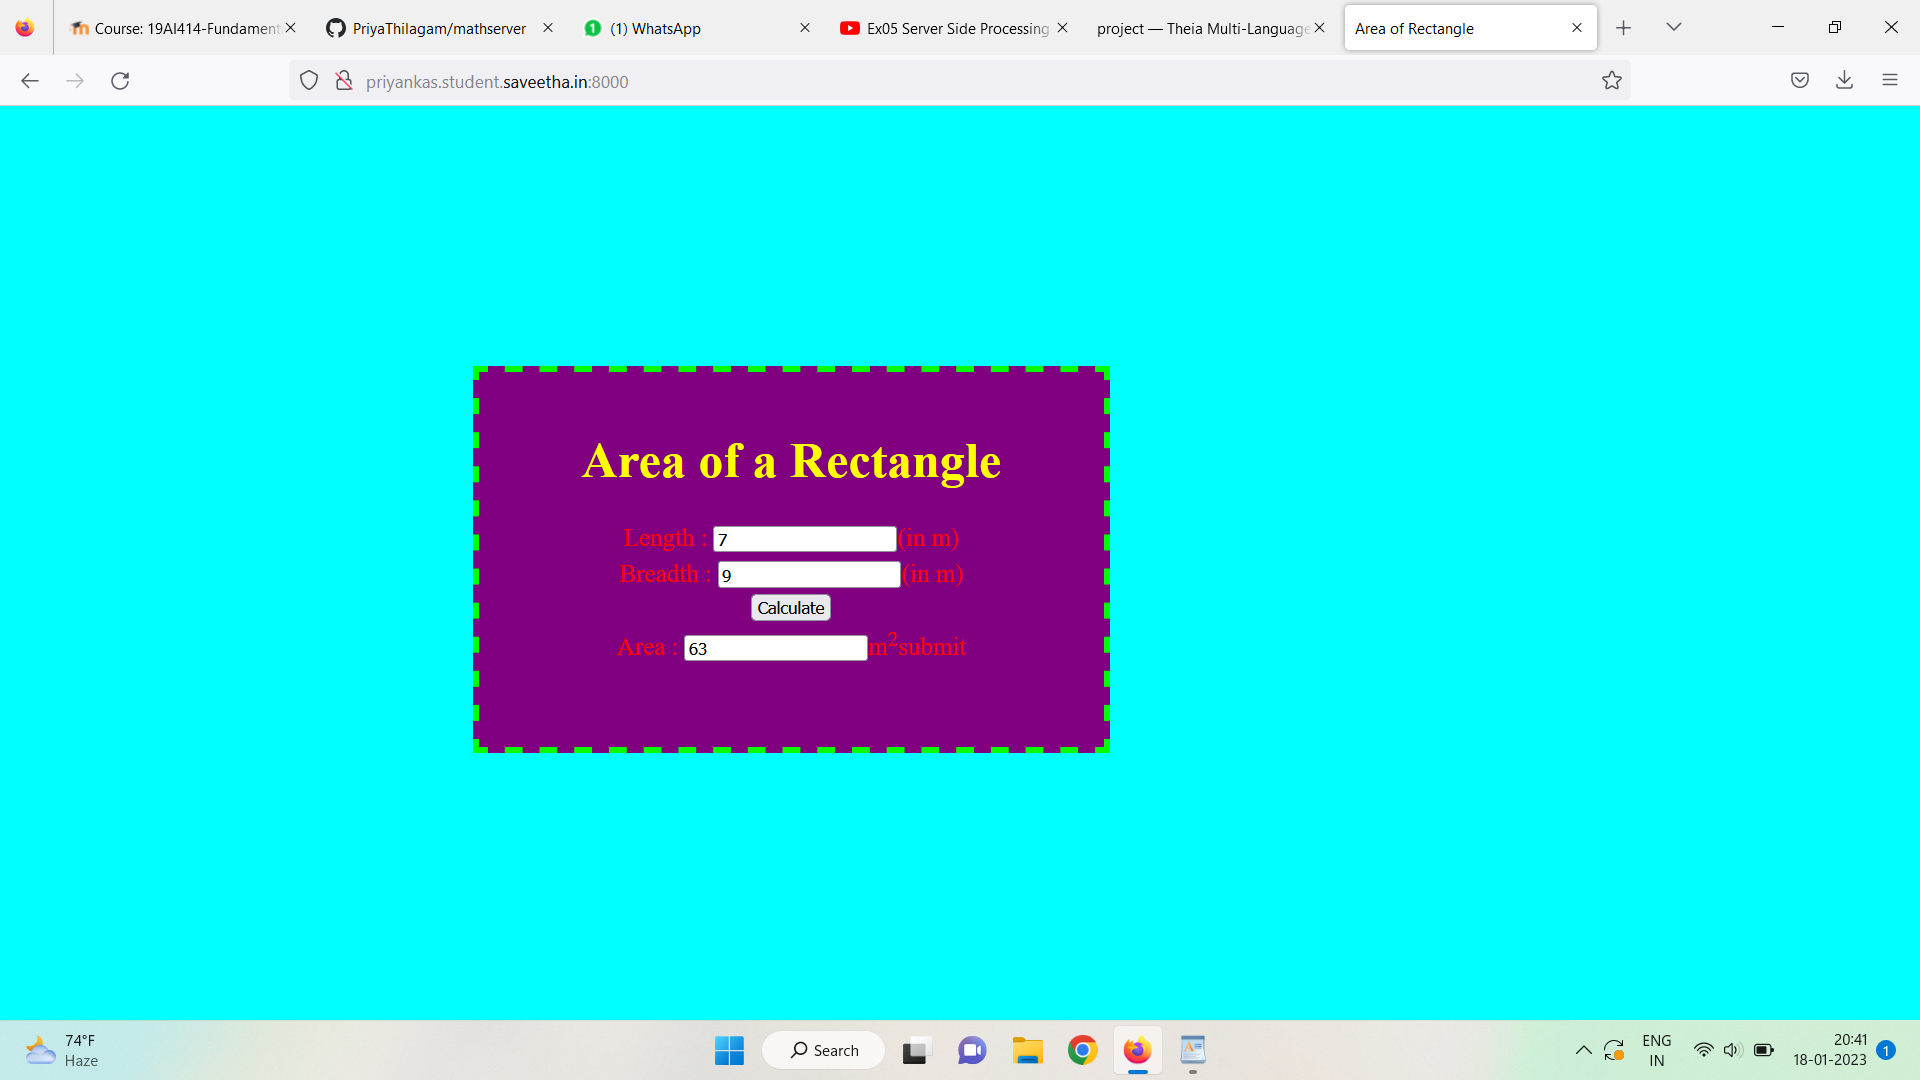 Course: 19AI414-Fundament
PriyaThilagam/mathserver
1 (1) WhatsApp
Ex05 Server Side Processing
project — Theia Multi-Language
Area of Rectangle
priyankas.student.saveetha.in:8000
Area of a Rectangle
Length : 7 (in m)
Breadth : 9 (in m)
Calculate
Area : 63 m²submit
74°F
Haze
Search
ENG
IN
20:41
18-01-2023
1